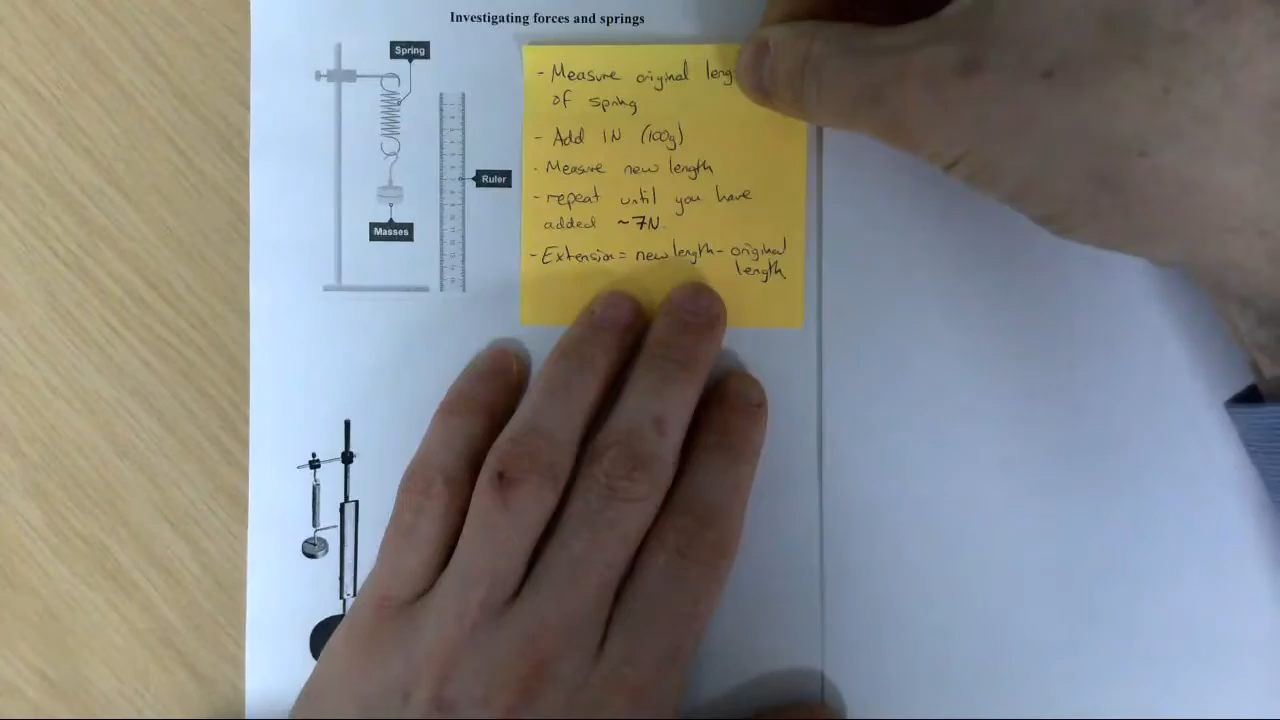 Investigating forces and springs
Spring
Ruler
Masses
- Measure original leng
of spring
- Add 1N (100g)
- Measure new length
- repeat until you have
added ~7N.
- Extension = new length - original
length